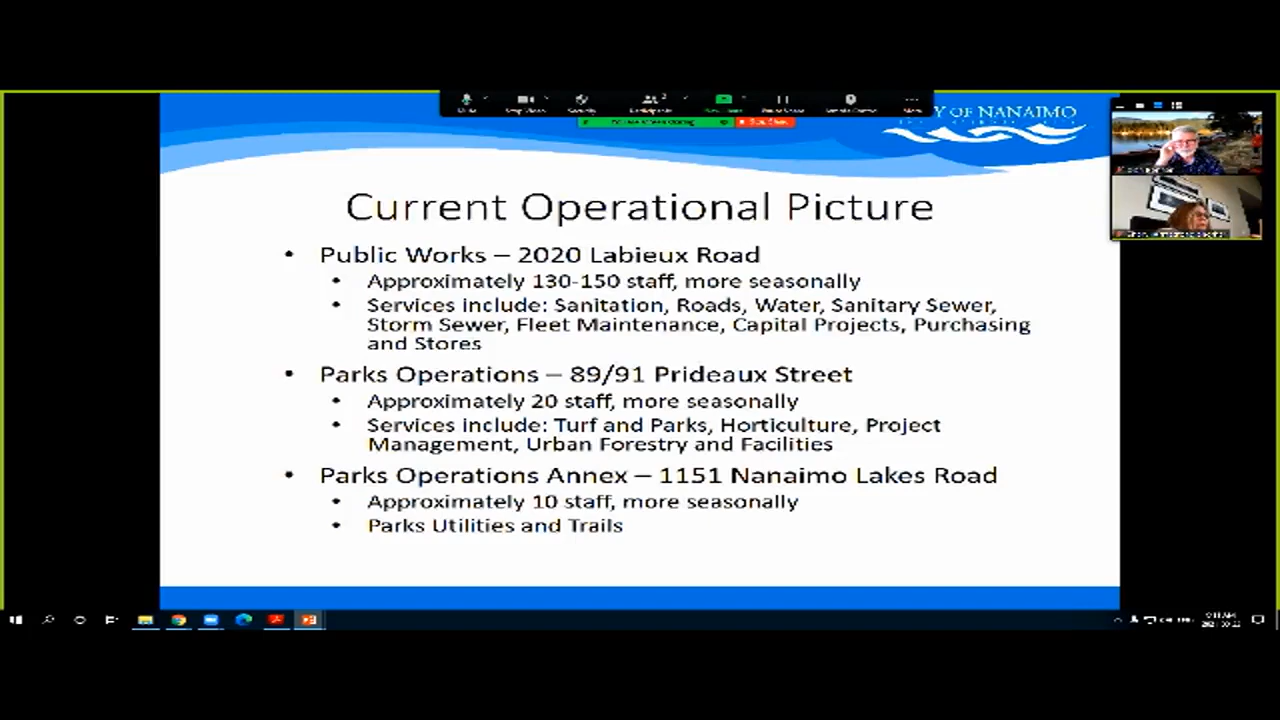 Y OF NANAIMO
Current Operational Picture
• Public Works – 2020 Labieux Road
• Approximately 130-150 staff, more seasonally
• Services include: Sanitation, Roads, Water, Sanitary Sewer,
Storm Sewer, Fleet Maintenance, Capital Projects, Purchasing
and Stores
• Parks Operations – 89/91 Prideaux Street
• Approximately 20 staff, more seasonally
• Services include: Turf and Parks, Horticulture, Project
Management, Urban Forestry and Facilities
• Parks Operations Annex – 1151 Nanaimo Lakes Road
• Approximately 10 staff, more seasonally
• Parks Utilities and Trails